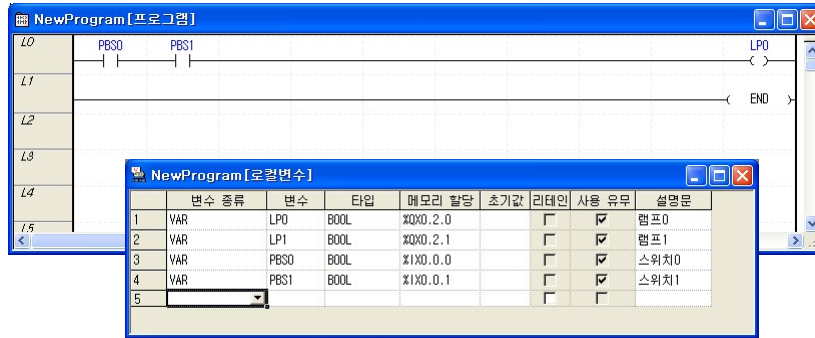 NewProgram[프로그램]
L0 PBS0 PBS1 LP0
L1
END
L2
L3
L4
L5
NewProgram[로컬변수]
변수 종류 변수 타입 메모리 할당 초기값 리테인 사용 유무 설명문
1 VAR LP0 BOOL %QX0.2.0 램프0
2 VAR LP1 BOOL %QX0.2.1 램프1
3 VAR PBS0 BOOL %IX0.0.0 스위치0
4 VAR PBS1 BOOL %IX0.0.1 스위치1
5